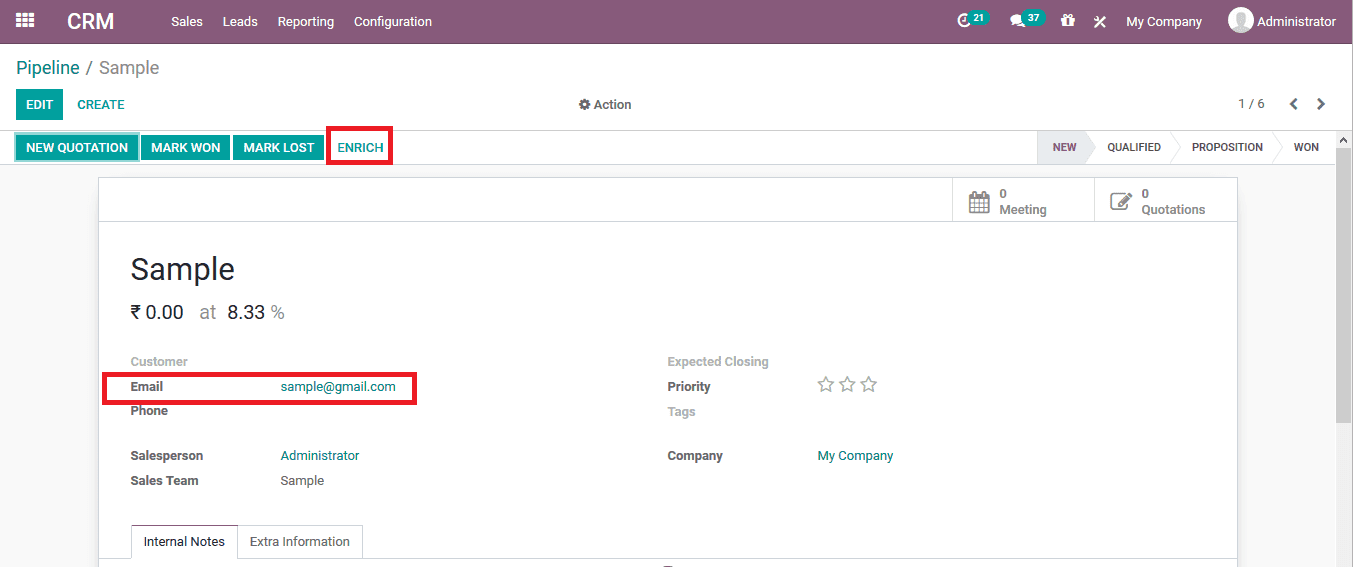 CRM Sales Leads Reporting Configuration 21 37 My Company Administrator
Pipeline / Sample
EDIT CREATE Action 1 / 6
NEW QUOTATION MARK WON MARK LOST ENRICH NEW QUALIFIED PROPOSITION WON
0 Meeting
0 Quotations
Sample
₹ 0.00 at 8.33 %
Customer Expected Closing
Email sample@gmail.com Priority
Phone Tags
Salesperson Administrator Company My Company
Sales Team Sample
Internal Notes Extra Information